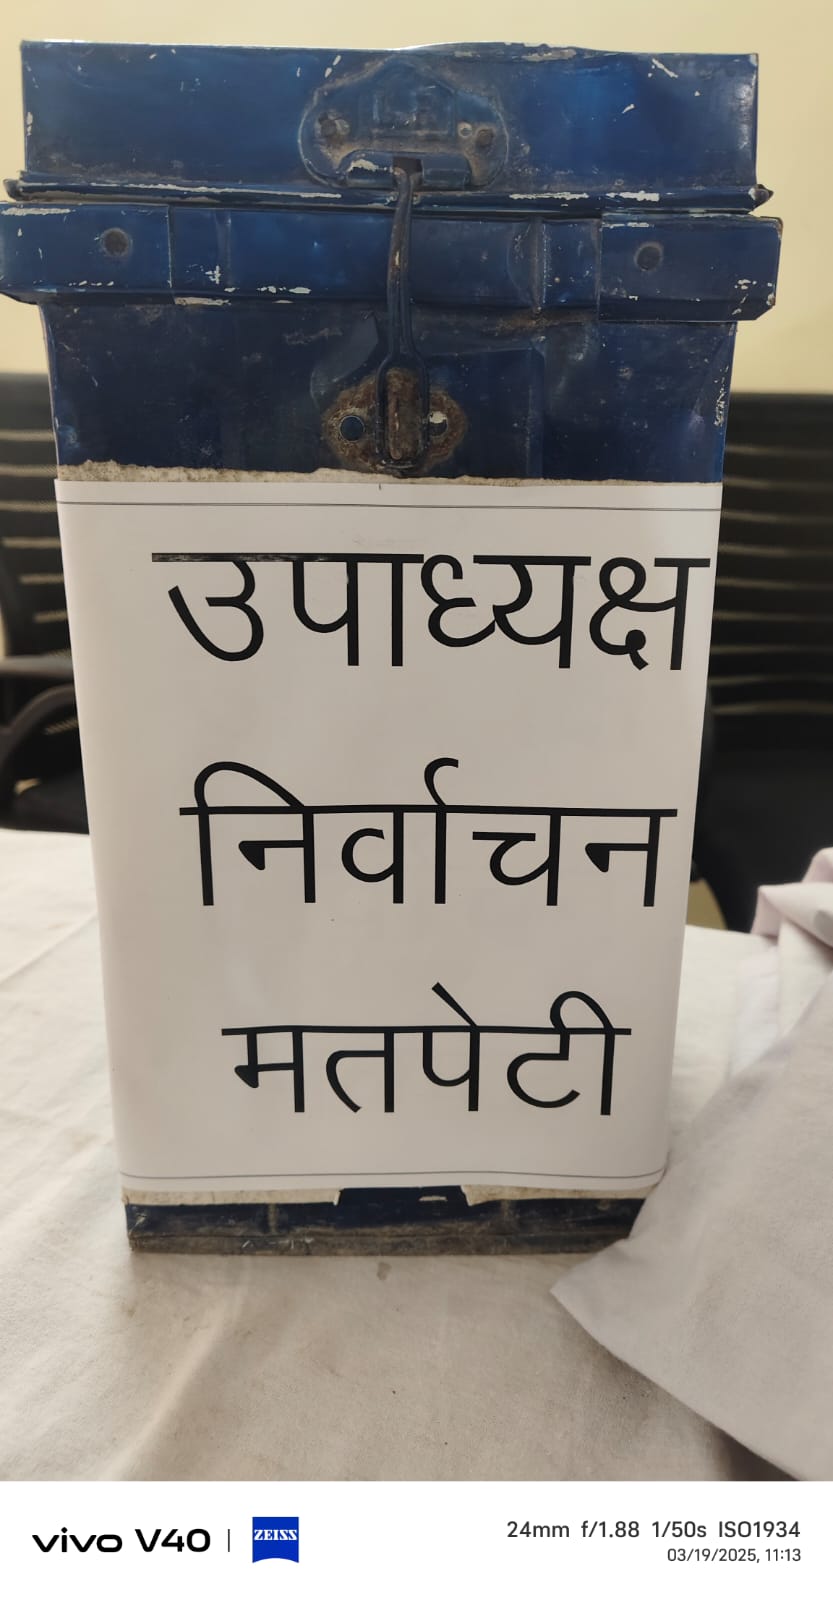 उपाध्यक्ष
निर्वाचन
मतपेटी
vivo V40 | ZEISS
24mm f/1.88 1/50s ISO1934
03/19/2025, 11:13